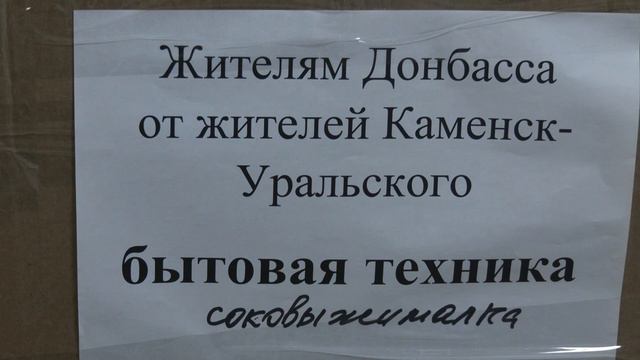 Жителям Донбасса
от жителей Каменск-
Уральского
бытовая техника
соковыжималка